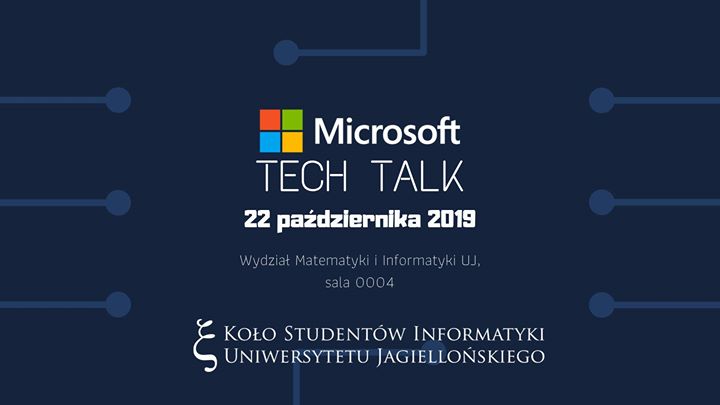 Microsoft
TECH TALK
22 października 2019
Wydział Matematyki i Informatyki UJ,
sala 0004
ξ Koło Studentów Informatyki
Uniwersytetu Jagiellońskiego